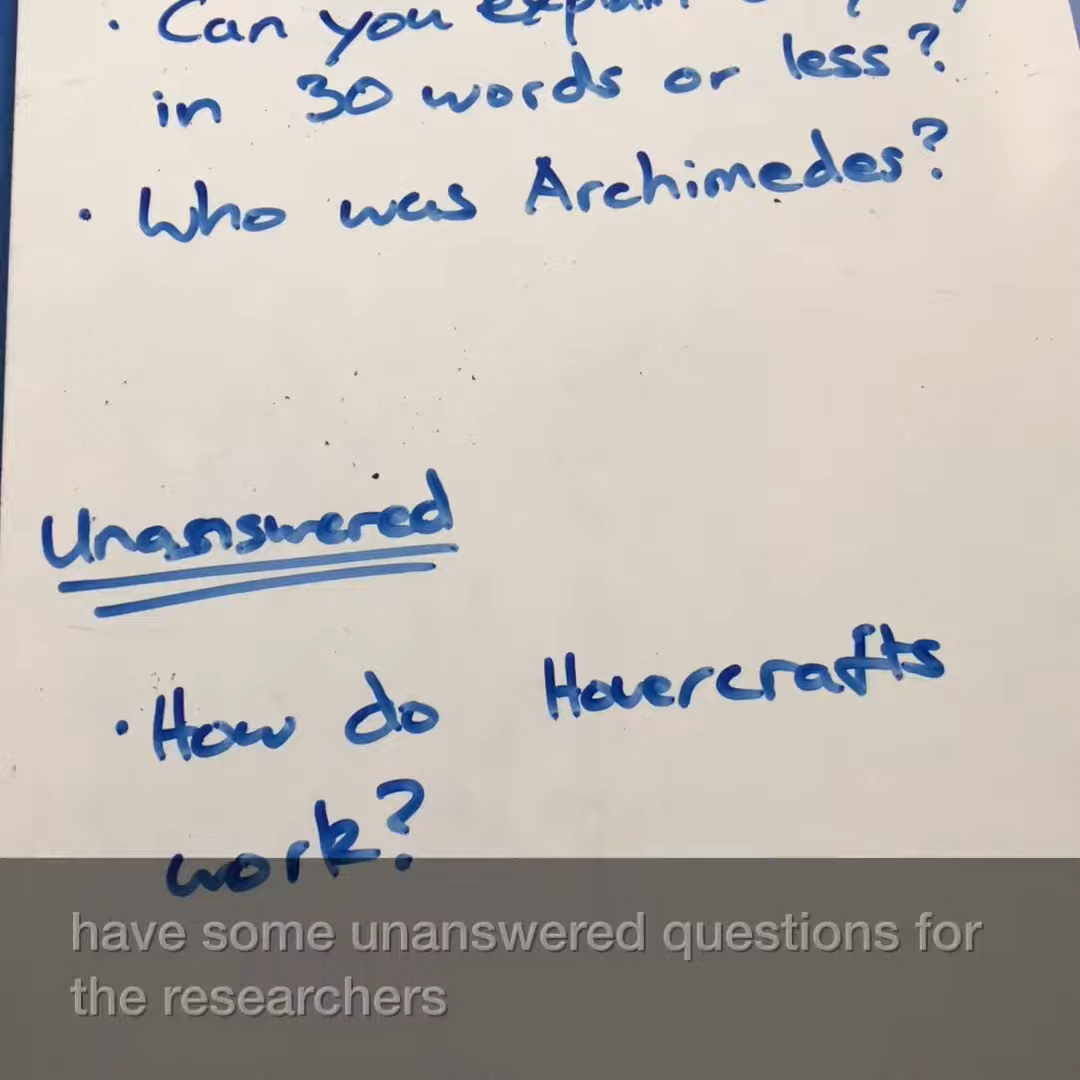 · Can you explain
in 30 words or less?
· Who was Archimedes?
Unanswered
· How do Hovercrafts
work?
have some unanswered questions for
the researchers